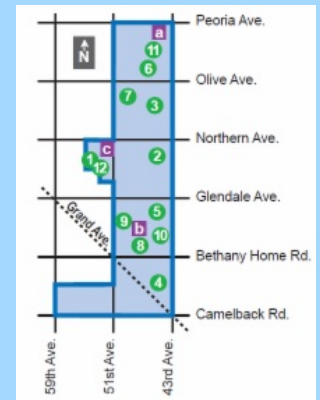 Peoria Ave.
a
11
N
6
Olive Ave.
7
3
Northern Ave.
c
1
2
12
Glendale Ave.
Grand Ave.
5
9
b
10
8
Bethany Home Rd.
4
Camelback Rd.
59th Ave.
51st Ave.
43rd Ave.